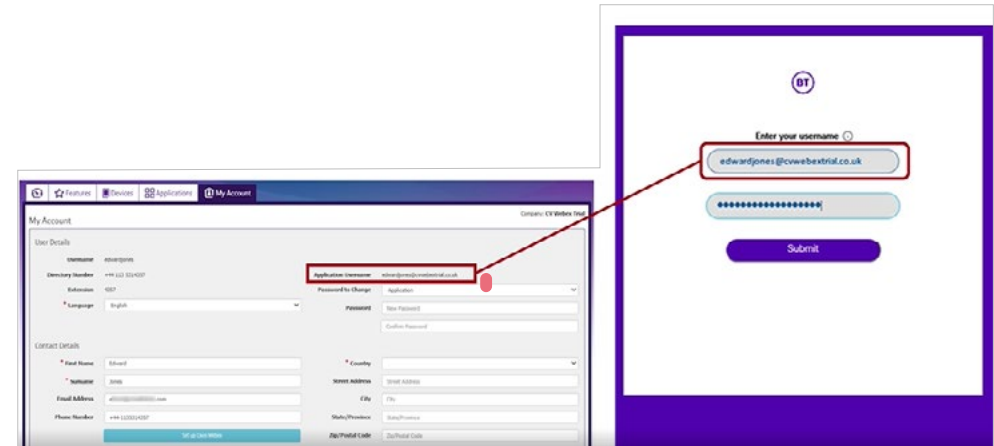 BT
Enter your username
edwardjones@cvwebextrial.co.uk
Submit
Features Devices Applications My Account
My Account
Company: CV Webex Trial
User Details
Username edwardjones
Directory Number
Application Username edwardjones@cvwebextrial.co.uk
Extension
Password to Change Application
* Language English
Password New Password
Confirm Password
Contact Details
* First Name Edward
* Country
* Surname Jones
Street Address Street Address
Email Address
City City
Phone Number
State/Province State/Province
Zip/Postal Code Zip/Postal Code